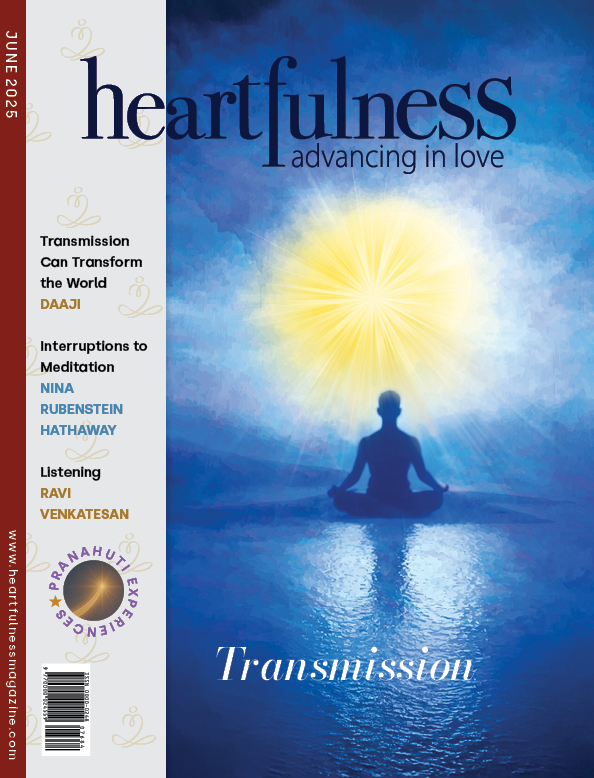 JUNE 2025
heartfulness
advancing in love
Transmission
Can Transform
the World
DAAJI
Interruptions to
Meditation
NINA
RUBENSTEIN
HATHAWAY
Listening
RAVI
VENKATESAN
PRANAHUTI EXPERIENCES
Transmission
www.heartfulnessmagazine.com